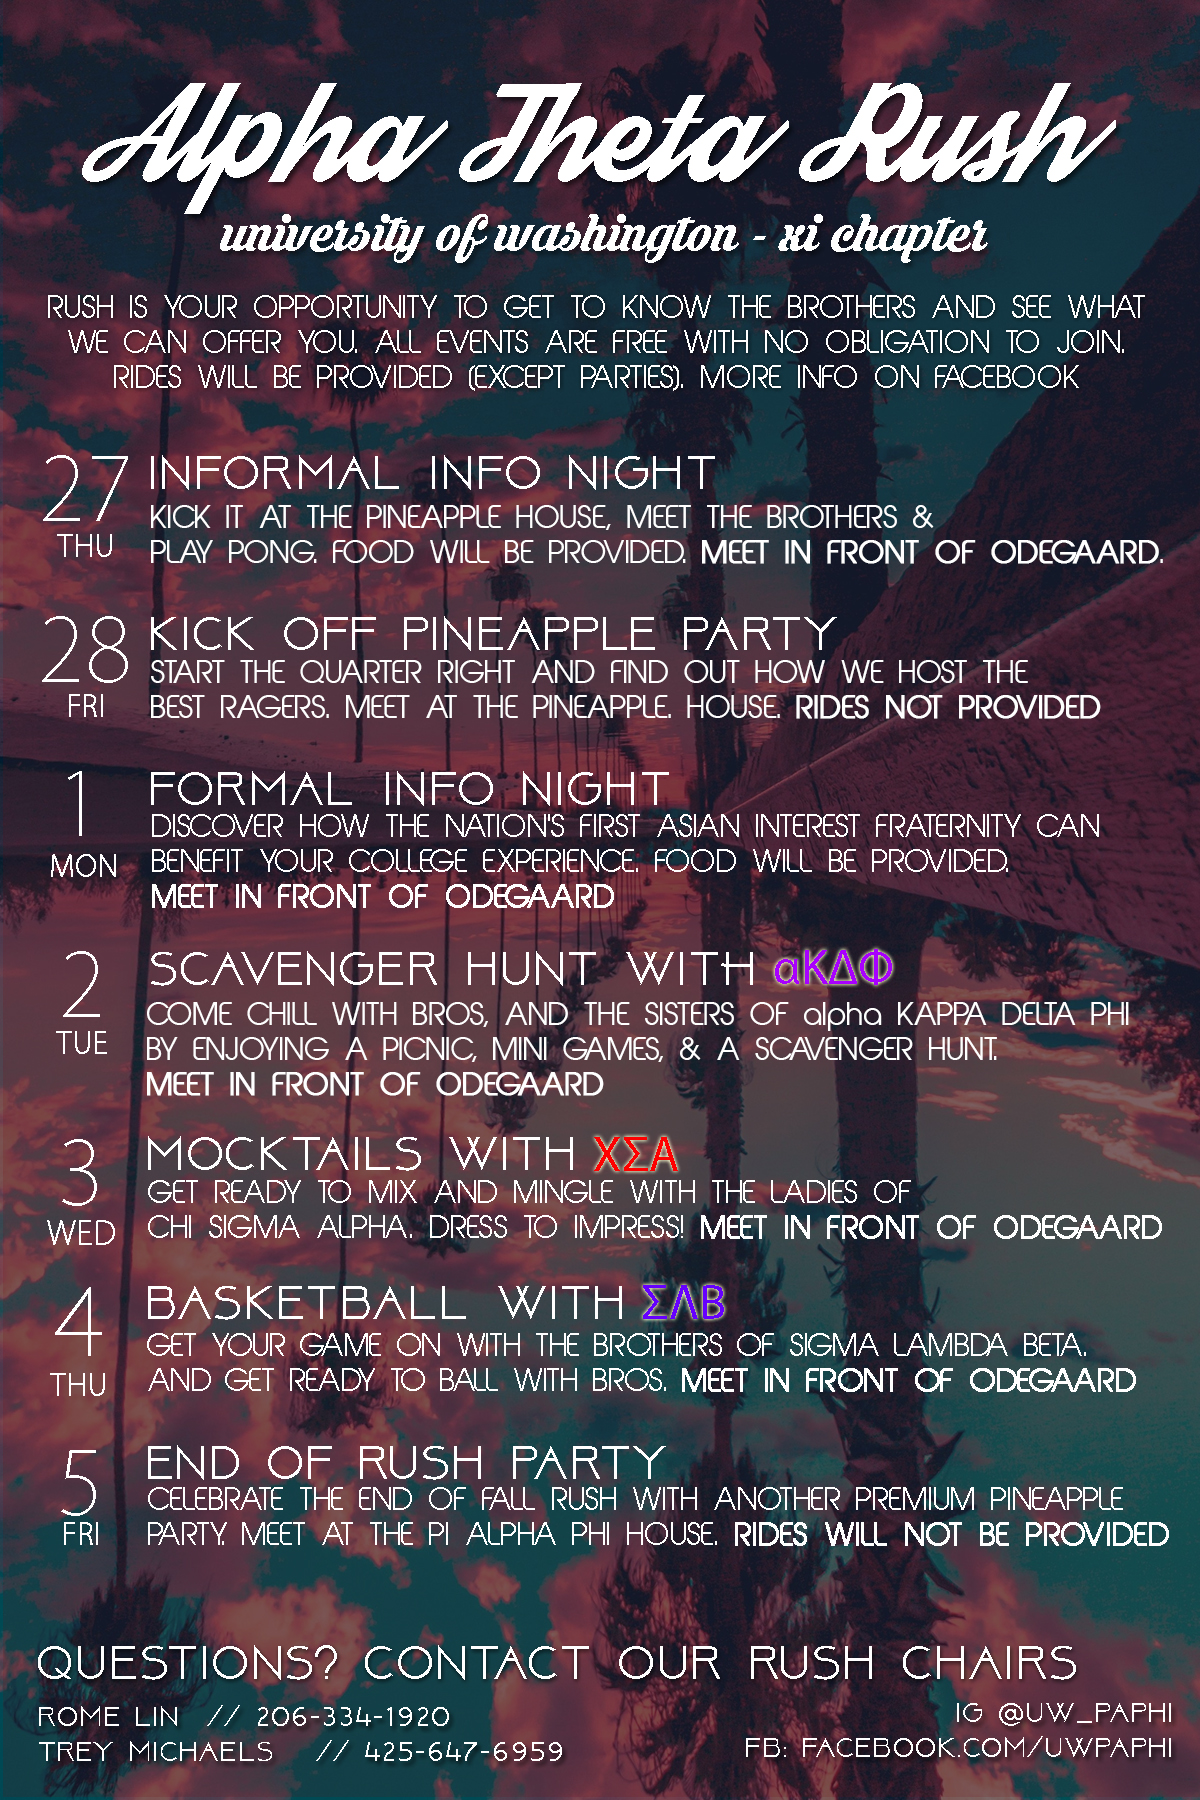 Alpha Theta Rush
university of washington - xi chapter
RUSH IS YOUR OPPORTUNITY TO GET TO KNOW THE BROTHERS AND SEE WHAT
WE CAN OFFER YOU. ALL EVENTS ARE FREE WITH NO OBLIGATION TO JOIN.
RIDES WILL BE PROVIDED (EXCEPT PARTIES). MORE INFO ON FACEBOOK
27
THU
INFORMAL INFO NIGHT
KICK IT AT THE PINEAPPLE HOUSE, MEET THE BROTHERS &
PLAY PONG. FOOD WILL BE PROVIDED. MEET IN FRONT OF ODEGAARD.
28
FRI
KICK OFF PINEAPPLE PARTY
START THE QUARTER RIGHT AND FIND OUT HOW WE HOST THE
BEST RAGERS. MEET AT THE PINEAPPLE. HOUSE. RIDES NOT PROVIDED
1
MON
FORMAL INFO NIGHT
DISCOVER HOW THE NATION'S FIRST ASIAN INTEREST FRATERNITY CAN
BENEFIT YOUR COLLEGE EXPERIENCE. FOOD WILL BE PROVIDED.
MEET IN FRONT OF ODEGAARD
2
TUE
SCAVENGER HUNT WITH αΚΔΦ
COME CHILL WITH BROS, AND THE SISTERS OF alpha KAPPA DELTA PHI
BY ENJOYING A PICNIC, MINI GAMES, & A SCAVENGER HUNT.
MEET IN FRONT OF ODEGAARD
3
WED
MOCKTAILS WITH ΧΣΑ
GET READY TO MIX AND MINGLE WITH THE LADIES OF
CHI SIGMA ALPHA. DRESS TO IMPRESS! MEET IN FRONT OF ODEGAARD
4
THU
BASKETBALL WITH ΣΛΒ
GET YOUR GAME ON WITH THE BROTHERS OF SIGMA LAMBDA BETA.
AND GET READY TO BALL WITH BROS. MEET IN FRONT OF ODEGAARD
5
FRI
END OF RUSH PARTY
CELEBRATE THE END OF FALL RUSH WITH ANOTHER PREMIUM PINEAPPLE
PARTY. MEET AT THE PI ALPHA PHI HOUSE. RIDES WILL NOT BE PROVIDED
QUESTIONS? CONTACT OUR RUSH CHAIRS
ROME LIN // 206-334-1920
TREY MICHAELS // 425-647-6959
IG @UW_PAPHI
FB: FACEBOOK.COM/UWPAPHI